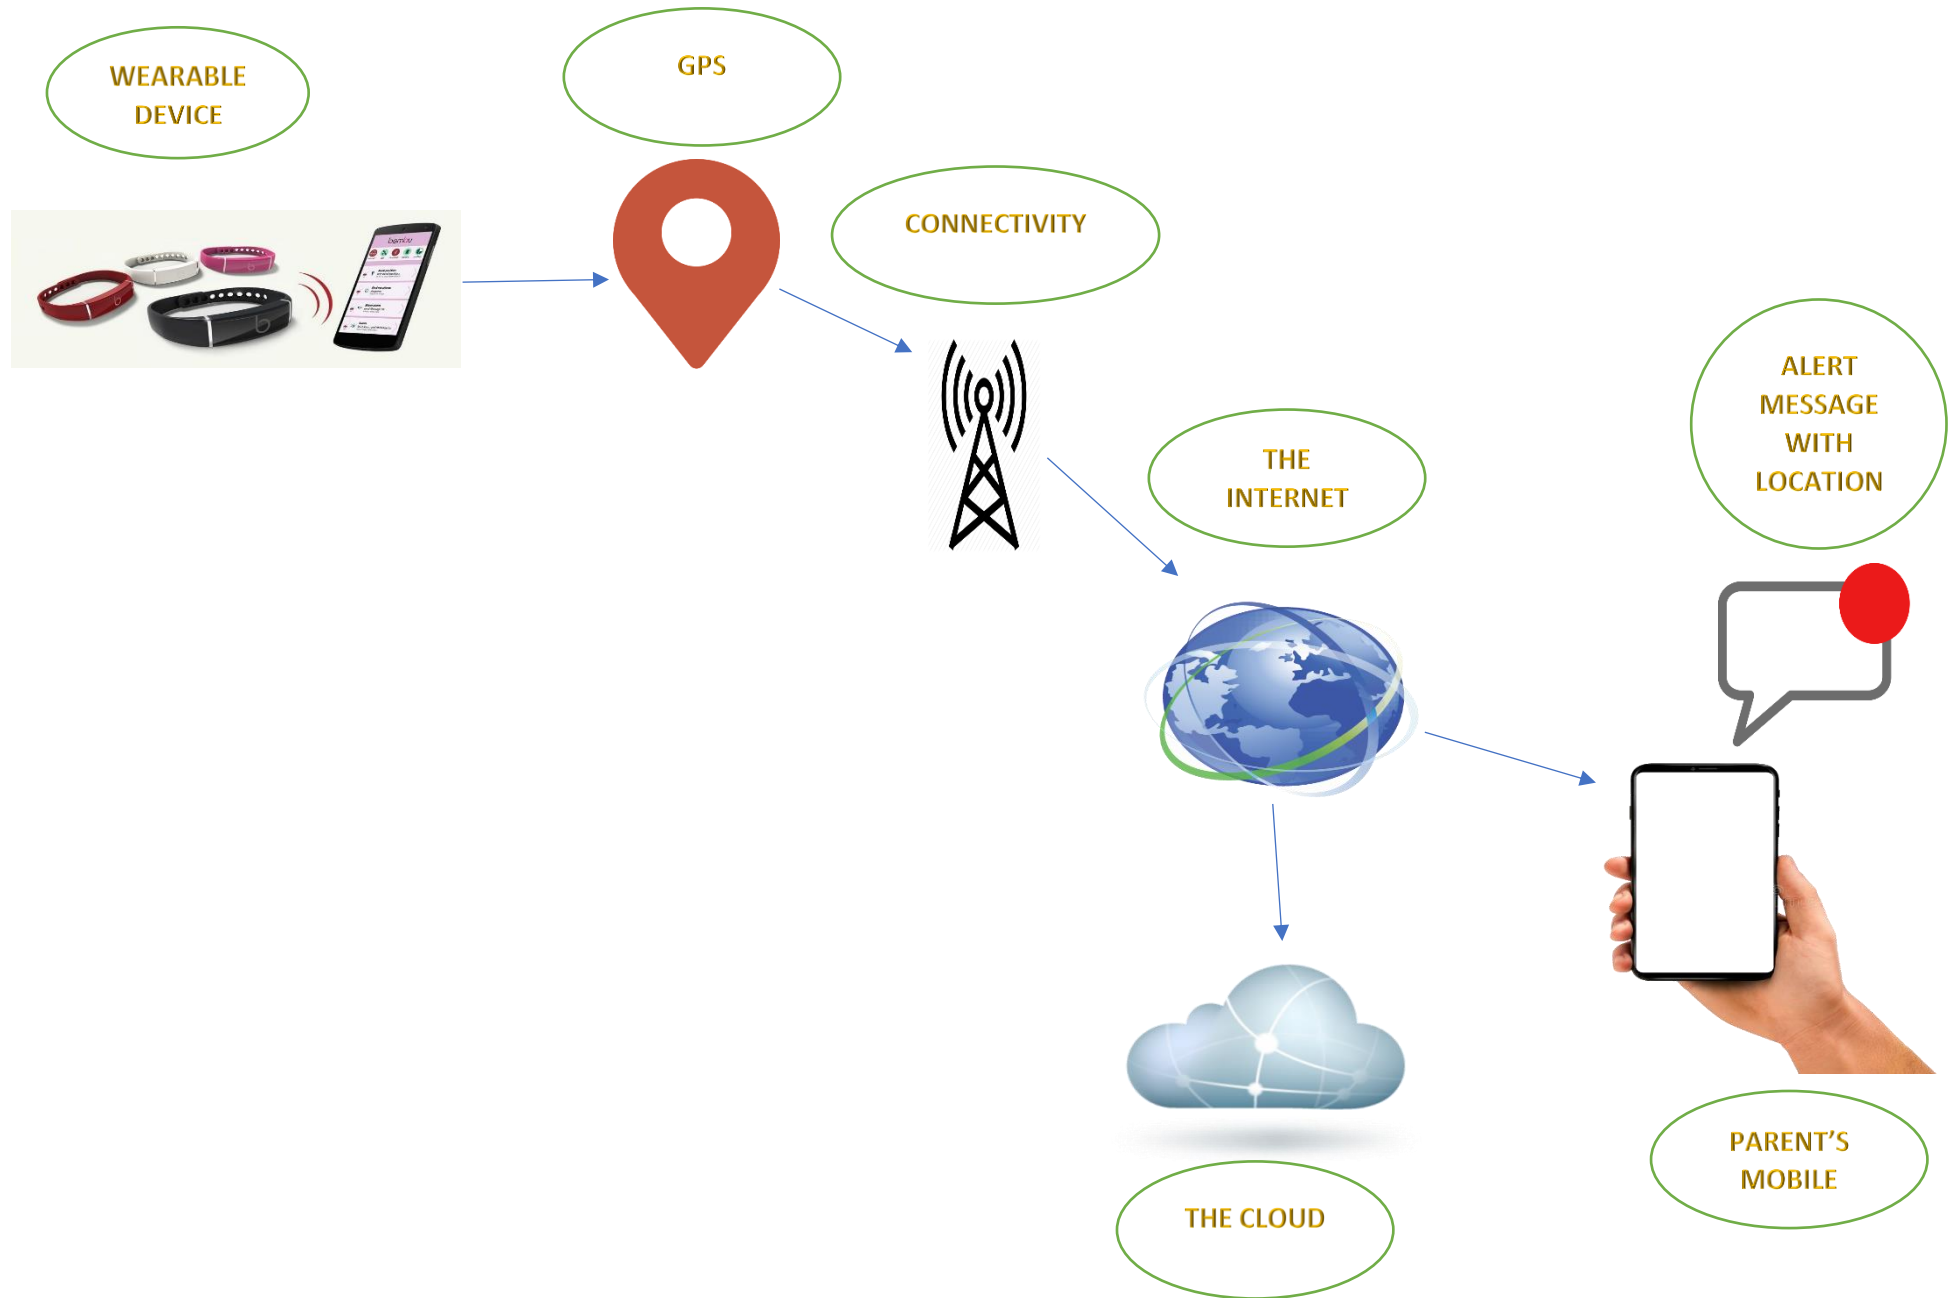 WEARABLE
DEVICE
GPS
CONNECTIVITY
THE
INTERNET
ALERT
MESSAGE
WITH
LOCATION
THE CLOUD
PARENT’S
MOBILE